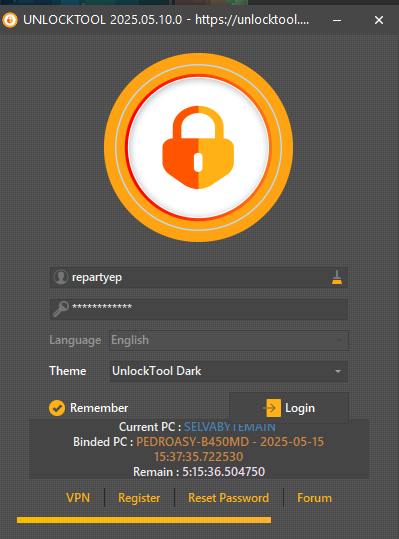 UNLOCKTOOL 2025.05.10.0 - https://unlocktool....
repartyep
************
Language English
Theme UnlockTool Dark
Remember Login
Current PC : SELVABYTEMAIN
Binded PC : PEDROASY-B450MD - 2025-05-15
15:37:35.722530
Remain : 5:15:36.504750
VPN Register Reset Password Forum